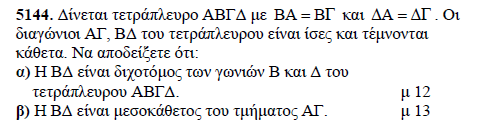 5144. Δίνεται τετράπλευρο ΑΒΓΔ με ΒΑ = ΒΓ και ΔΑ = ΔΓ . Οι
διαγώνιοι ΑΓ, ΒΔ του τετράπλευρου είναι ίσες και τέμνονται
κάθετα. Να αποδείξετε ότι:
α) Η ΒΔ είναι διχοτόμος των γωνιών Β και Δ του
τετράπλευρου ΑΒΓΔ. μ 12
β) Η ΒΔ είναι μεσοκάθετος του τμήματος ΑΓ. μ 13